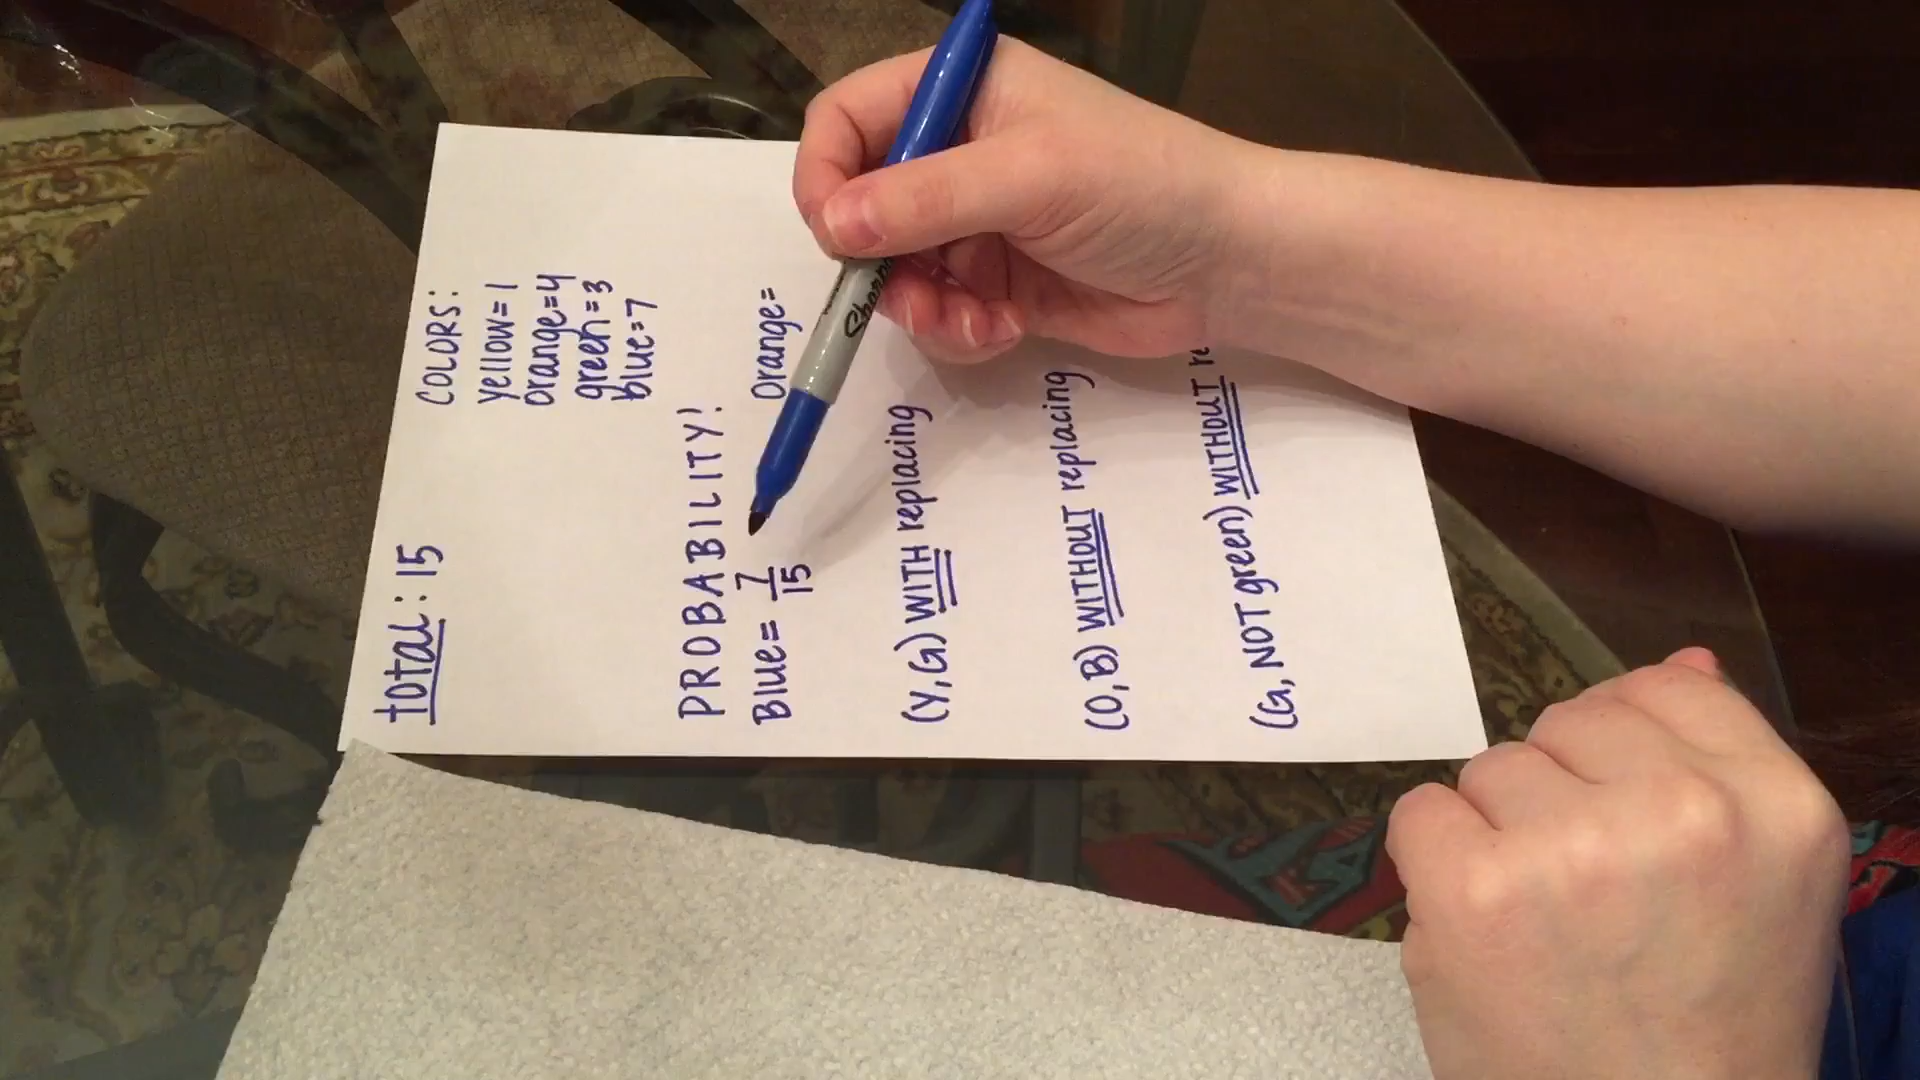 total: 15
COLORS:
yellow=1
orange=4
green=3
blue=7
PROBABILITY!
Blue= 7/15
Orange=
(Y,G) WITH replacing
(O,B) WITHOUT replacing
(G, NOT green) WITHOUT re
Sharpie